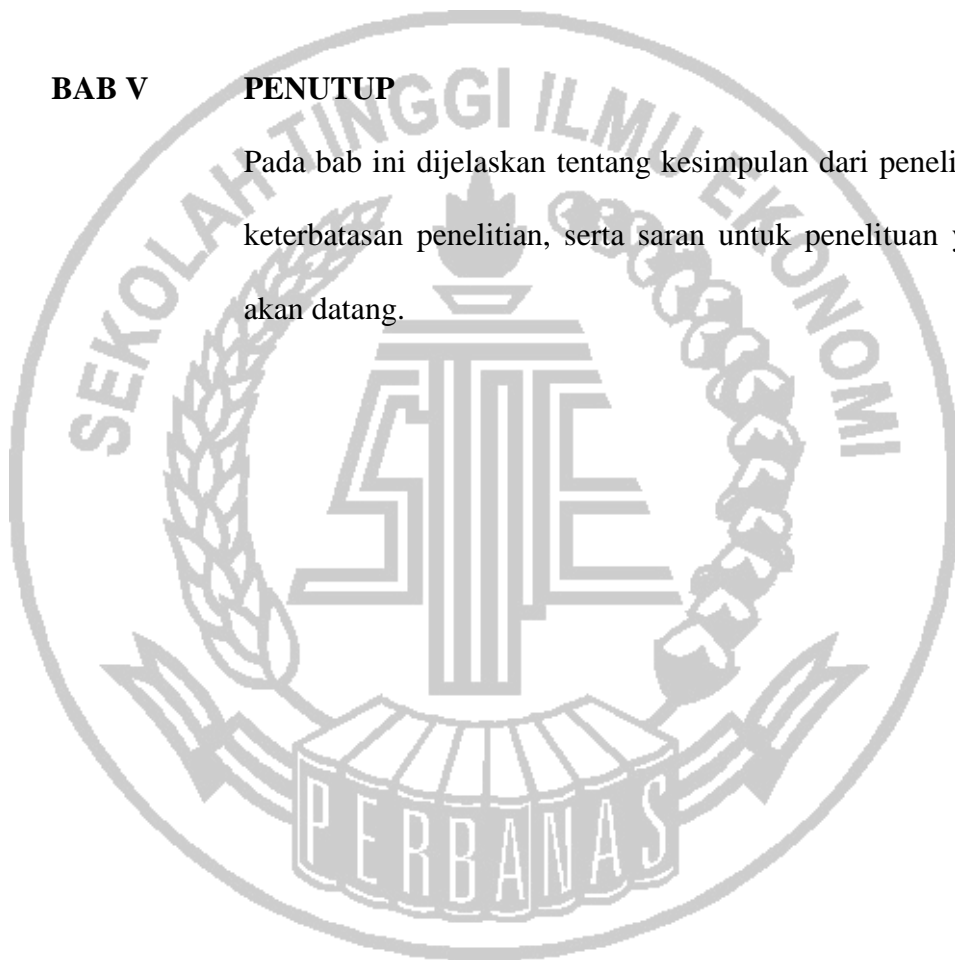 BAB V PENUTUP
Pada bab ini dijelaskan tentang kesimpulan dari
keterbatasan penelitian, serta saran untuk penelituan
akan datang.
SEKOLAH TINGGI ILMU EKONOMI
STIE
PERBANAS